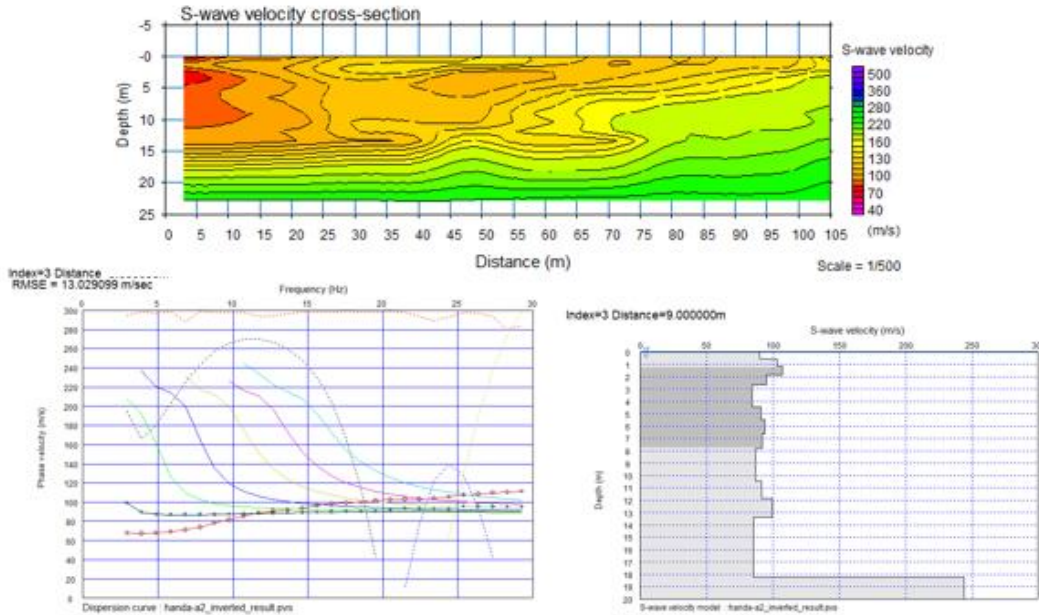 S-wave velocity cross-section
-5
-0
5
10
15
20
25
Depth (m)
0 5 10 15 20 25 30 35 40 45 50 55 60 65 70 75 80 85 90 95 100 105
Distance (m)
S-wave velocity
500
360
280
220
160
130
100
70
40
(m/s)
Scale = 1/500
Index=3 Distance
RMSE = 13.029099 m/sec
Frequency (Hz)
0 5 10 15 20 25 30
300
280
260
240
220
200
180
160
140
120
100
80
60
40
20
0
Phase velocity (m/s)
Dispersion curve : handa-a2_inverted_result.pvs
Index=3 Distance=9.000000m
S-wave velocity (m/s)
0 50 100 150 200 250 300
0
1
2
3
4
5
6
7
8
9
10
11
12
13
14
15
16
17
18
19
20
Depth (m)
S-wave velocity model : handa-a2_inverted_result.pvs